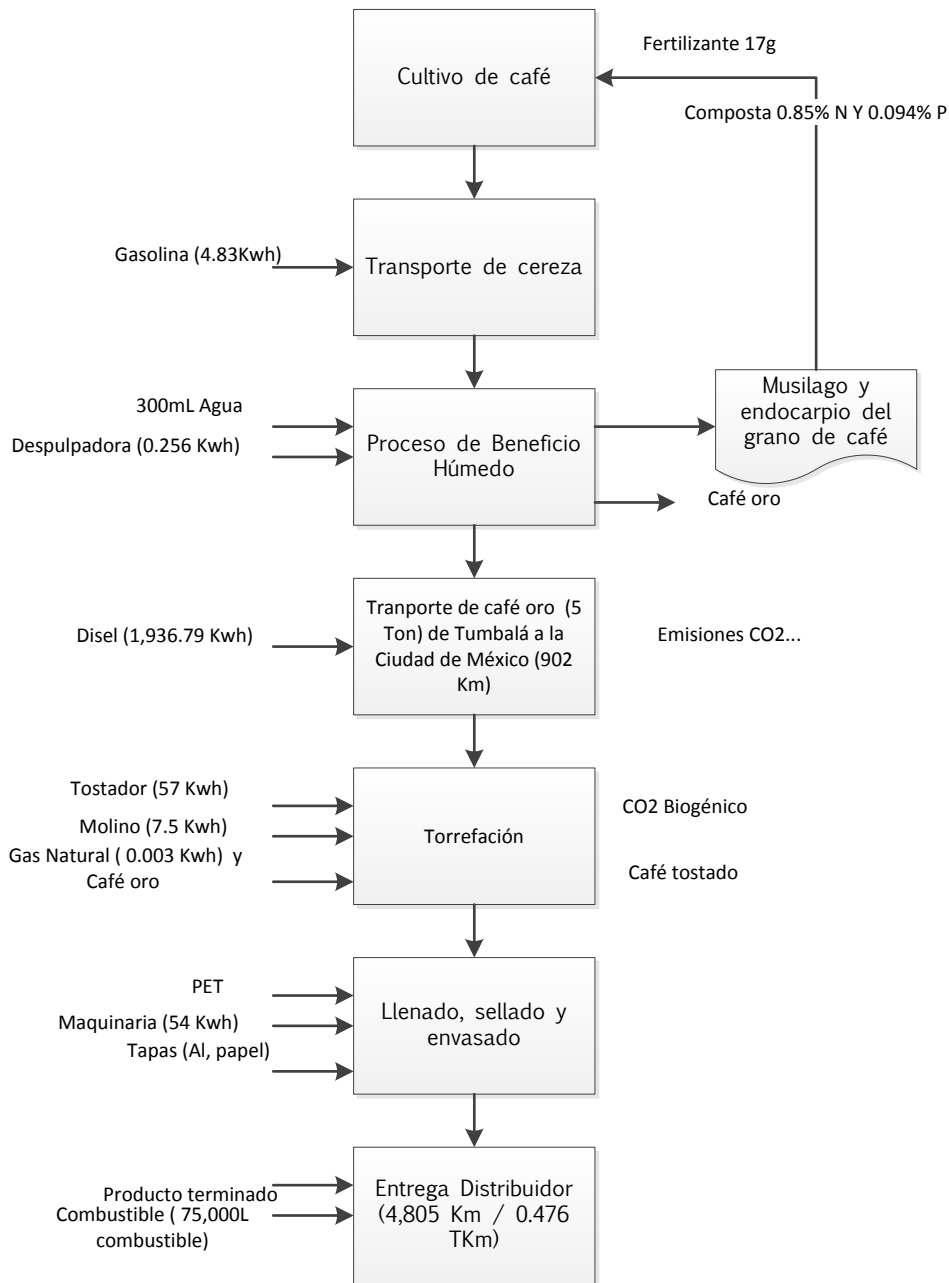 Fertilizante 17g
Cultivo de café
Composta 0.85% N Y 0.094% P
Gasolina (4.83Kwh)
Transporte de cereza
300mL Agua
Despulpadora (0.256 Kwh)
Proceso de Beneficio
Húmedo
Musilago y
endocarpio del
grano de café
Café oro
Disel (1,936.79 Kwh)
Tranporte de café oro (5
Ton) de Tumbalá a la
Ciudad de México (902
Km)
Emisiones CO2...
Tostador (57 Kwh)
Molino (7.5 Kwh)
Gas Natural ( 0.003 Kwh) y
Café oro
Torrefación
CO2 Biogénico
Café tostado
PET
Maquinaria (54 Kwh)
Tapas (Al, papel)
Llenado, sellado y
envasado
Producto terminado
Combustible ( 75,000L
combustible)
Entrega Distribuidor
(4,805 Km / 0.476
TKm)